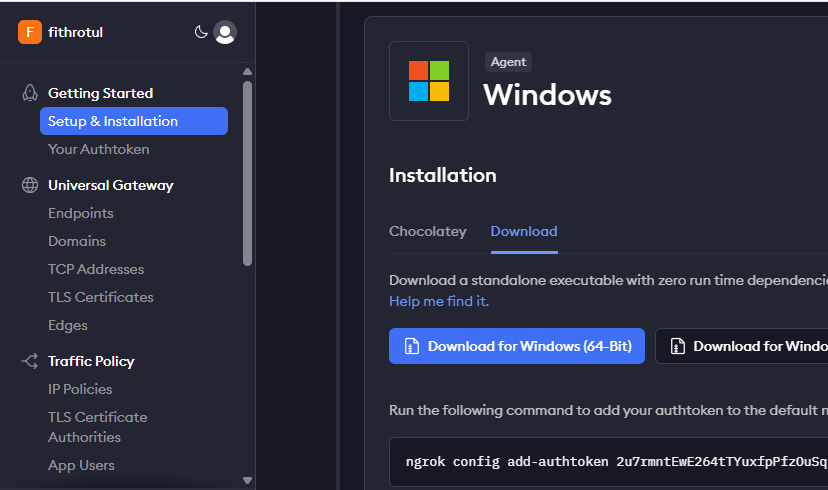 F fithrotul
Getting Started
Setup & Installation
Your Authtoken
Universal Gateway
Endpoints
Domains
TCP Addresses
TLS Certificates
Edges
Traffic Policy
IP Policies
TLS Certificate
Authorities
App Users
Agent
Windows
Installation
Chocolatey Download
Download a standalone executable with zero run time dependencie
Help me find it.
Download for Windows (64-Bit) Download for Windo
Run the following command to add your authtoken to the default n
ngrok config add-authtoken 2u7rmntEwE264tTYuxfpPfzOuSq